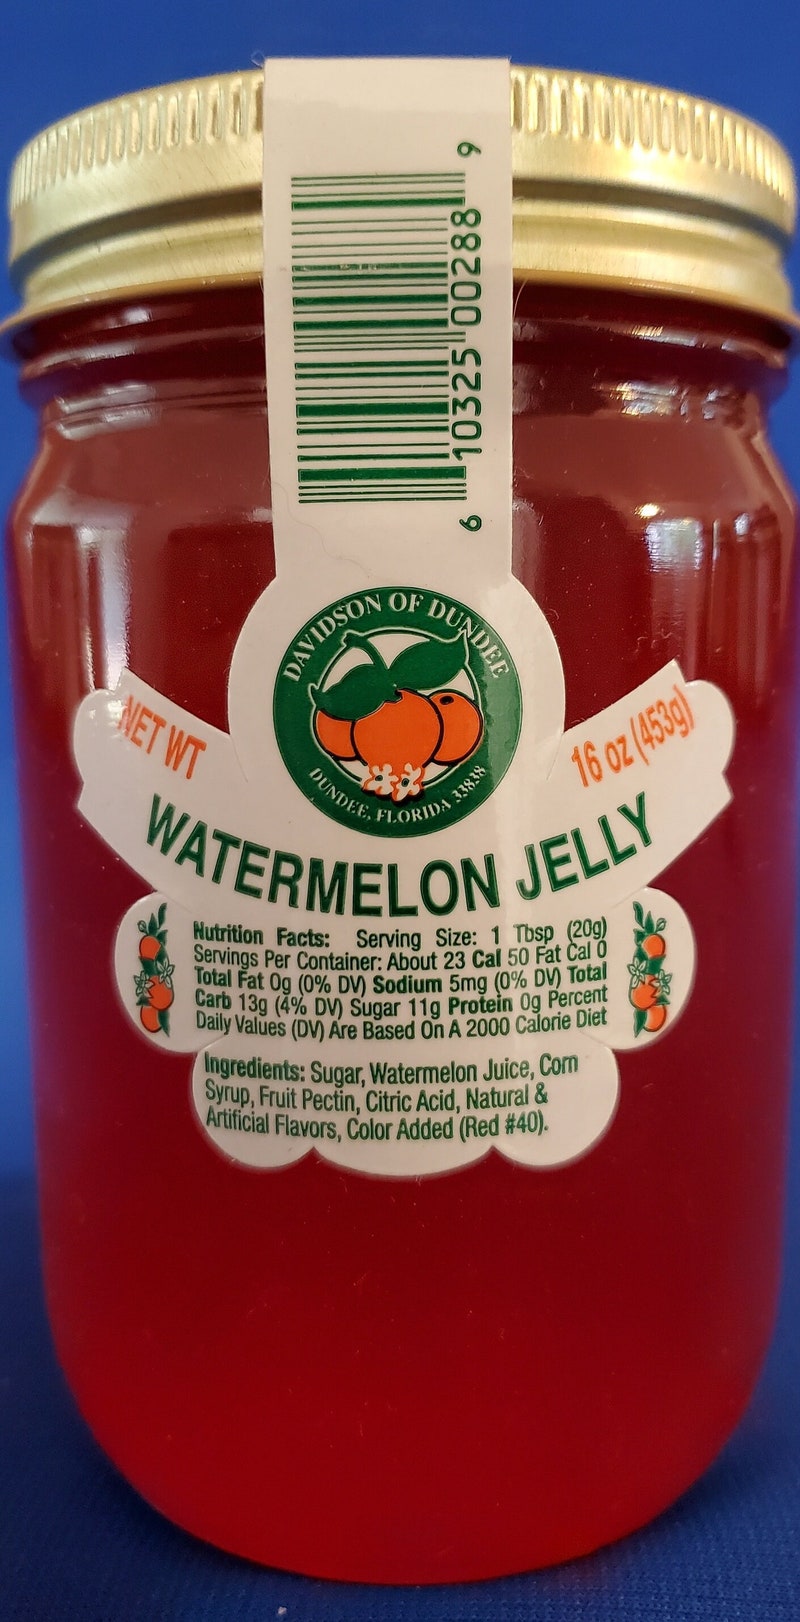 6 10325 00288 9
DAVIDSON OF DUNDEE
DUNDEE, FLORIDA 33838
NET WT
16 oz (453g)
WATERMELON JELLY
Nutrition Facts: Serving Size: 1 Tbsp (20g)
Servings Per Container: About 23 Cal 50 Fat Cal 0
Total Fat 0g (0% DV) Sodium 5mg (0% DV) Total
Carb 13g (4% DV) Sugar 11g Protein 0g Percent
Daily Values (DV) Are Based On A 2000 Calorie Diet
Ingredients: Sugar, Watermelon Juice, Corn
Syrup, Fruit Pectin, Citric Acid, Natural &
Artificial Flavors, Color Added (Red #40).